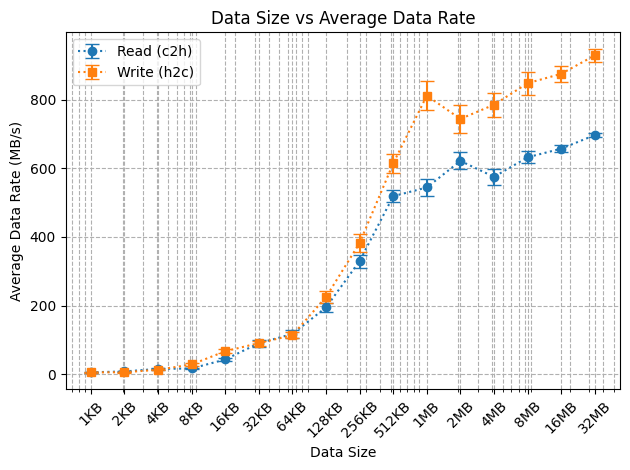 Data Size vs Average Data Rate
Read (c2h)
Write (h2c)
Average Data Rate (MB/s)
800
600
400
200
0
1KB 2KB 4KB 8KB 16KB 32KB 64KB 128KB 256KB 512KB 1MB 2MB 4MB 8MB 16MB 32MB
Data Size